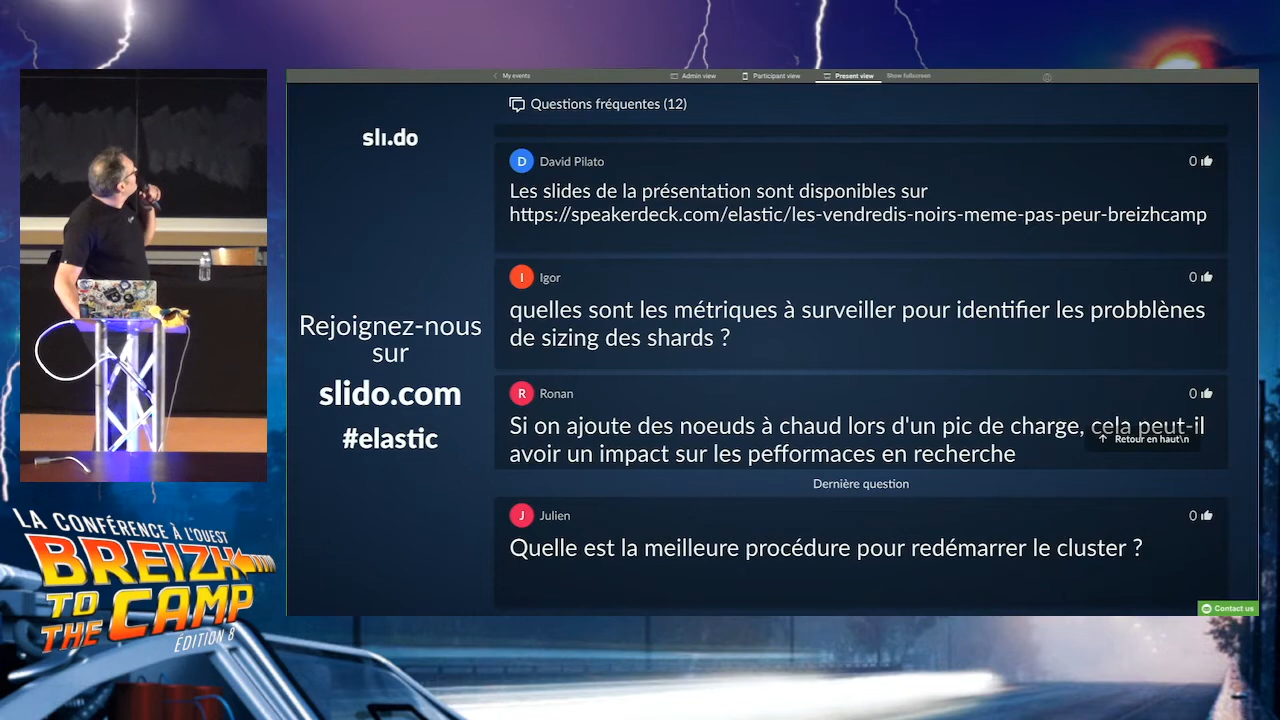 My events
Admin view
Participant view
Present view
Show fullscreen
Questions fréquentes (12)
sli.do
D
David Pilato
0
Les slides de la présentation sont disponibles sur
https://speakerdeck.com/elastic/les-vendredis-noirs-meme-pas-peur-breizhcamp
I
Igor
0
quelles sont les métriques à surveiller pour identifier les probblènes
de sizing des shards ?
Rejoignez-nous
sur
slido.com
#elastic
R
Ronan
0
Si on ajoute des noeuds à chaud lors d'un pic de charge, cela peut-il
avoir un impact sur les pefformaces en recherche
Retour en haut\n
Dernière question
J
Julien
0
Quelle est la meilleure procédure pour redémarrer le cluster ?
Contact us
LA CONFÉRENCE À L'OUEST
BREIZH
TO
THE CAMP
ÉDITION 8